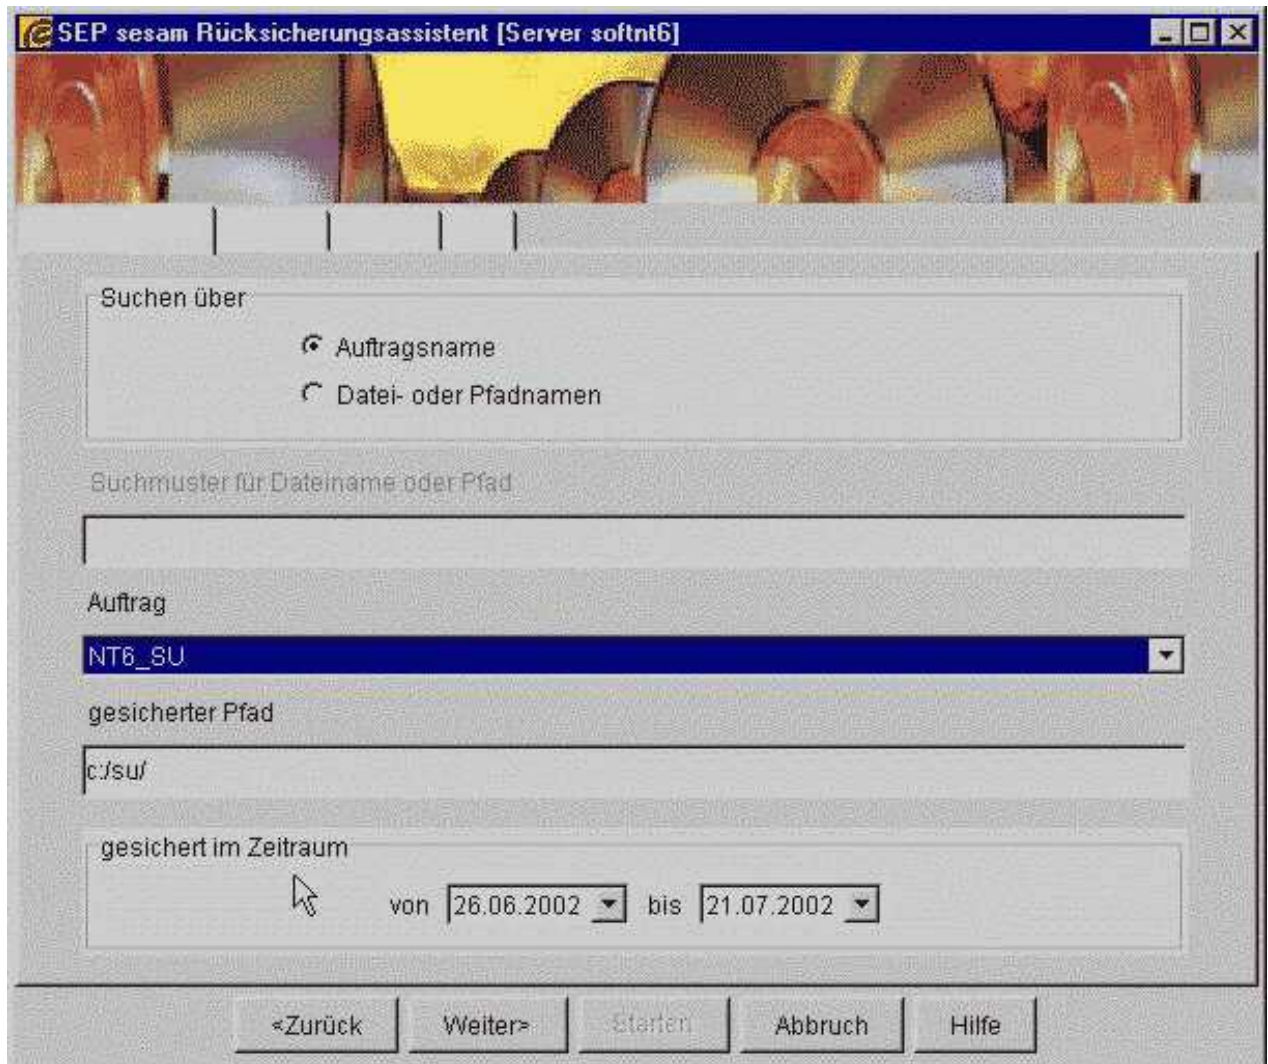 SEP sesam Rücksicherungsassistent [Server softnt6]
Suchen über
Auftragsname
Datei- oder Pfadnamen
Suchmuster für Dateiname oder Pfad
Auftrag
NT6_SU
gesicherter Pfad
c:/su/
gesichert im Zeitraum
von 26.06.2002 bis 21.07.2002
«Zurück Weiter» Starten Abbruch Hilfe